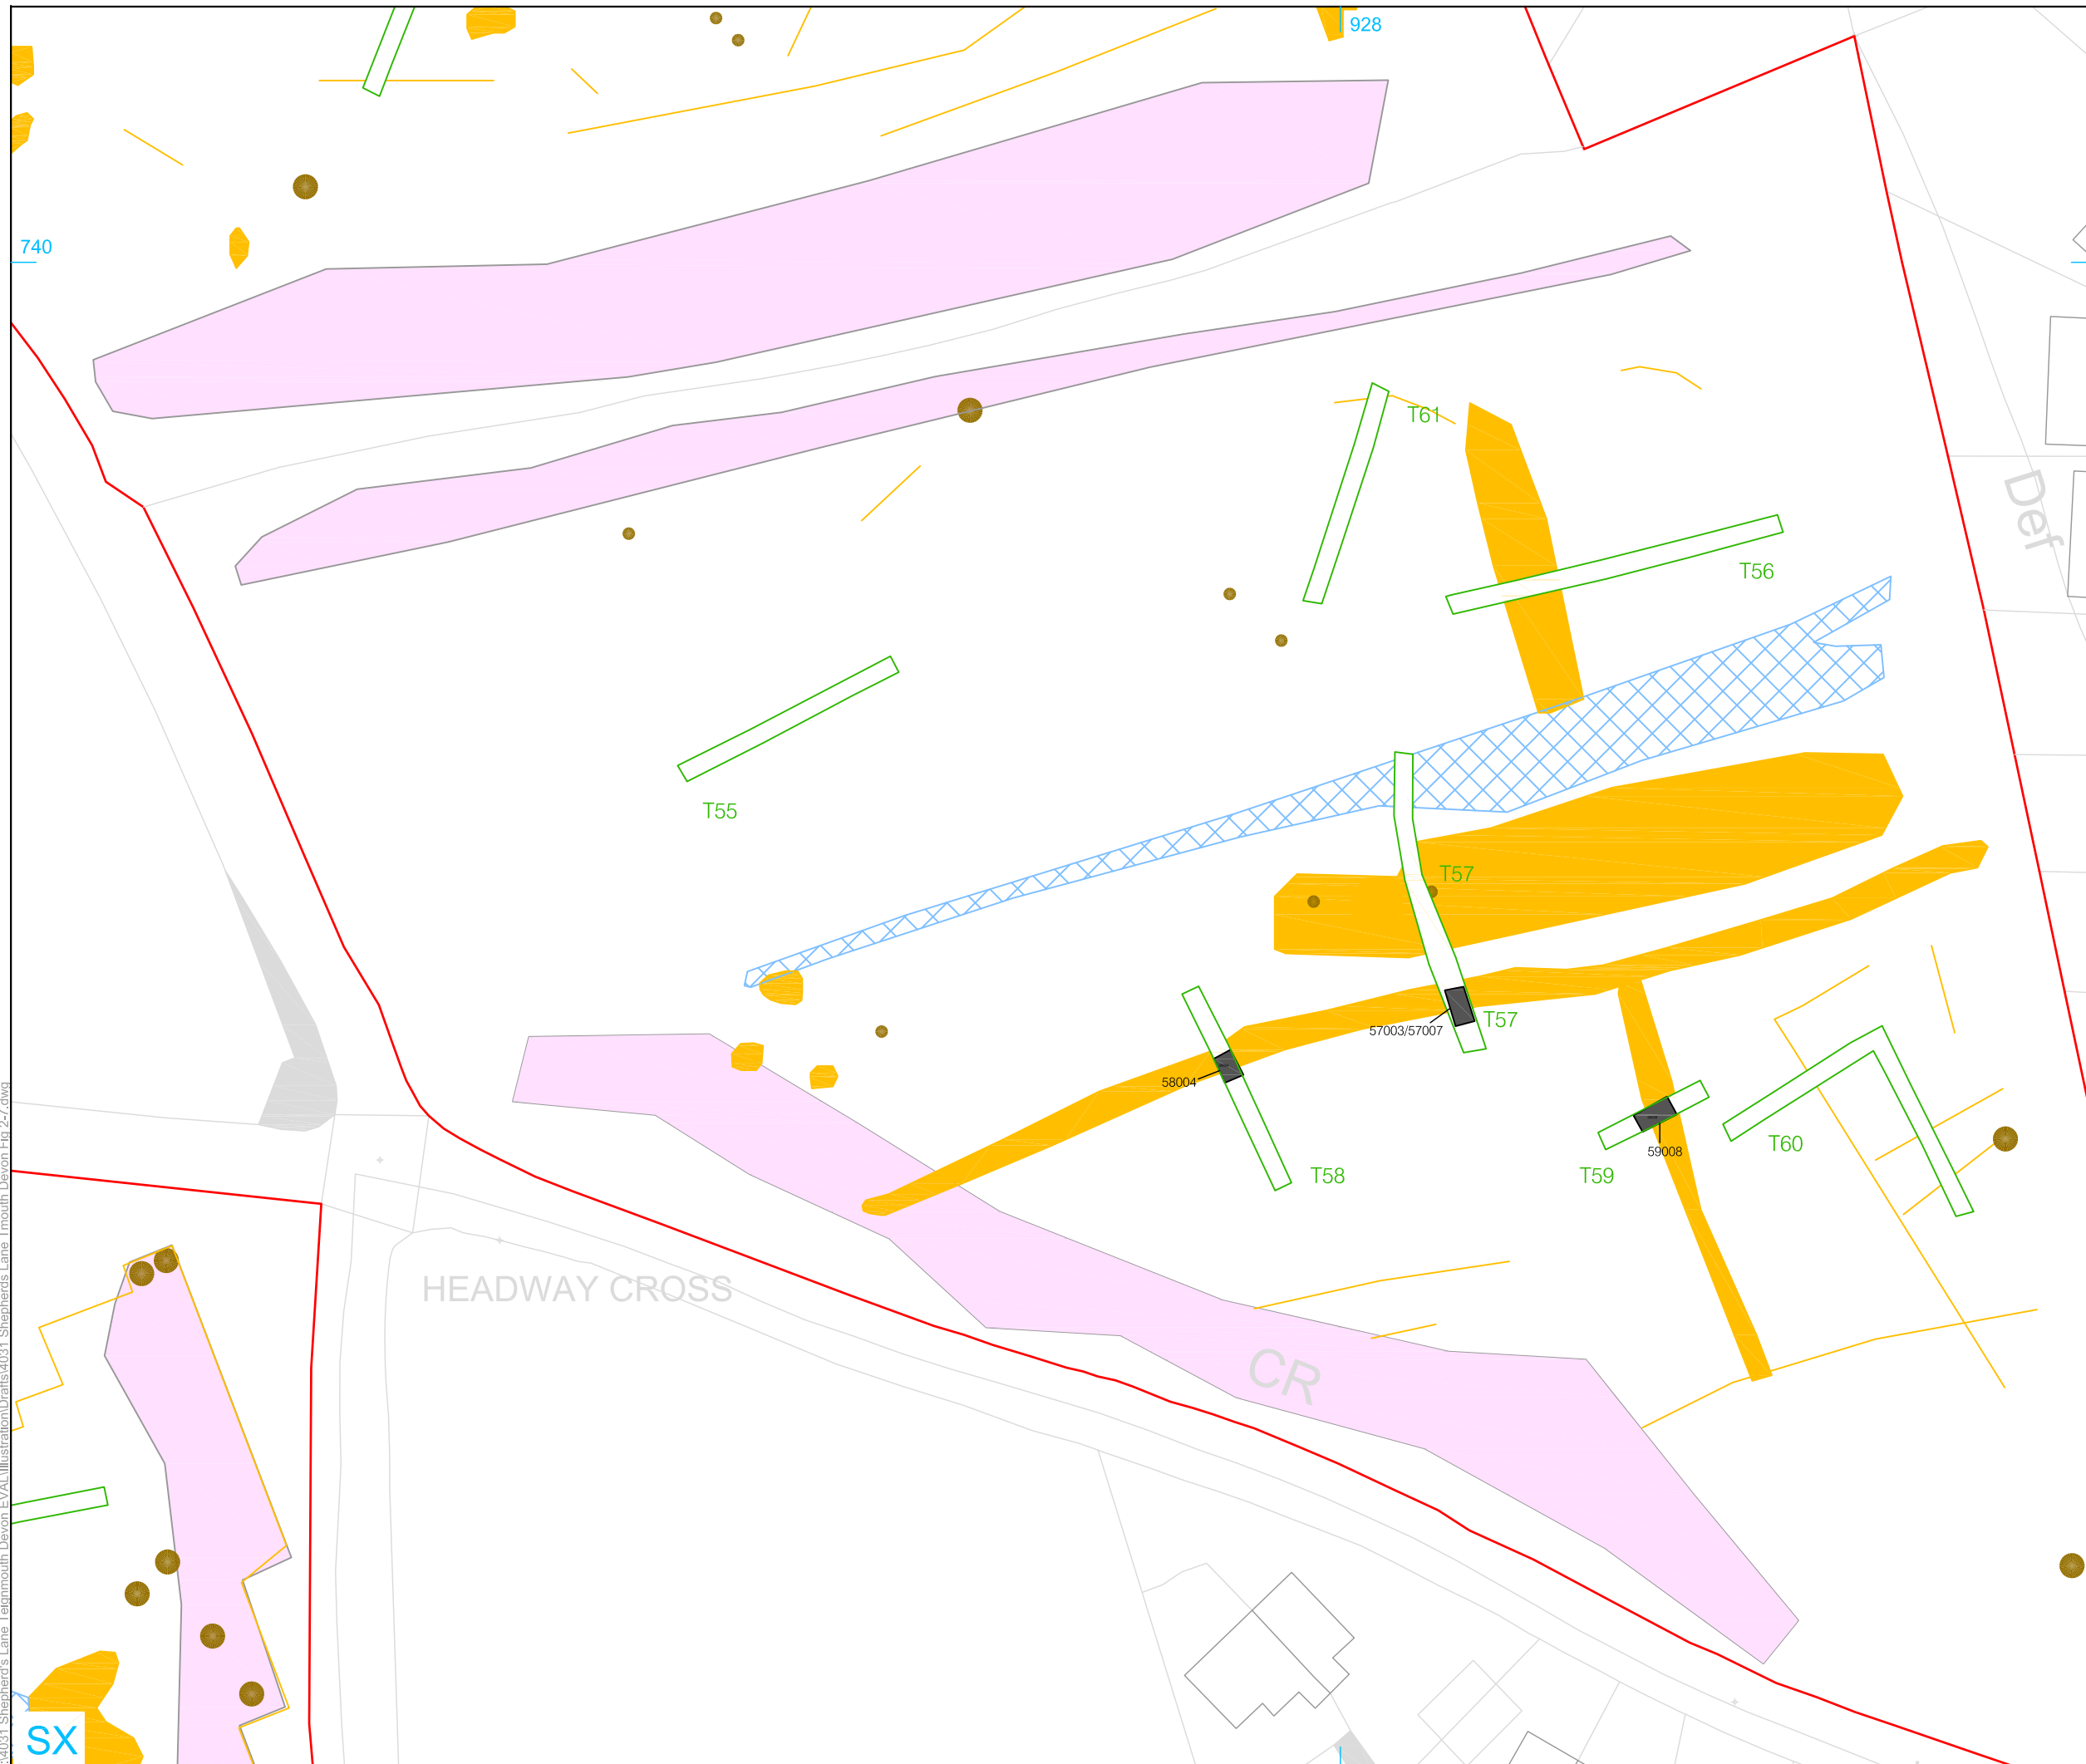 928
740
T61
Def
T56
T55
T57
57003/57007
T57
58004
T58
T59
59008
T60
HEADWAY CROSS
CR
SX